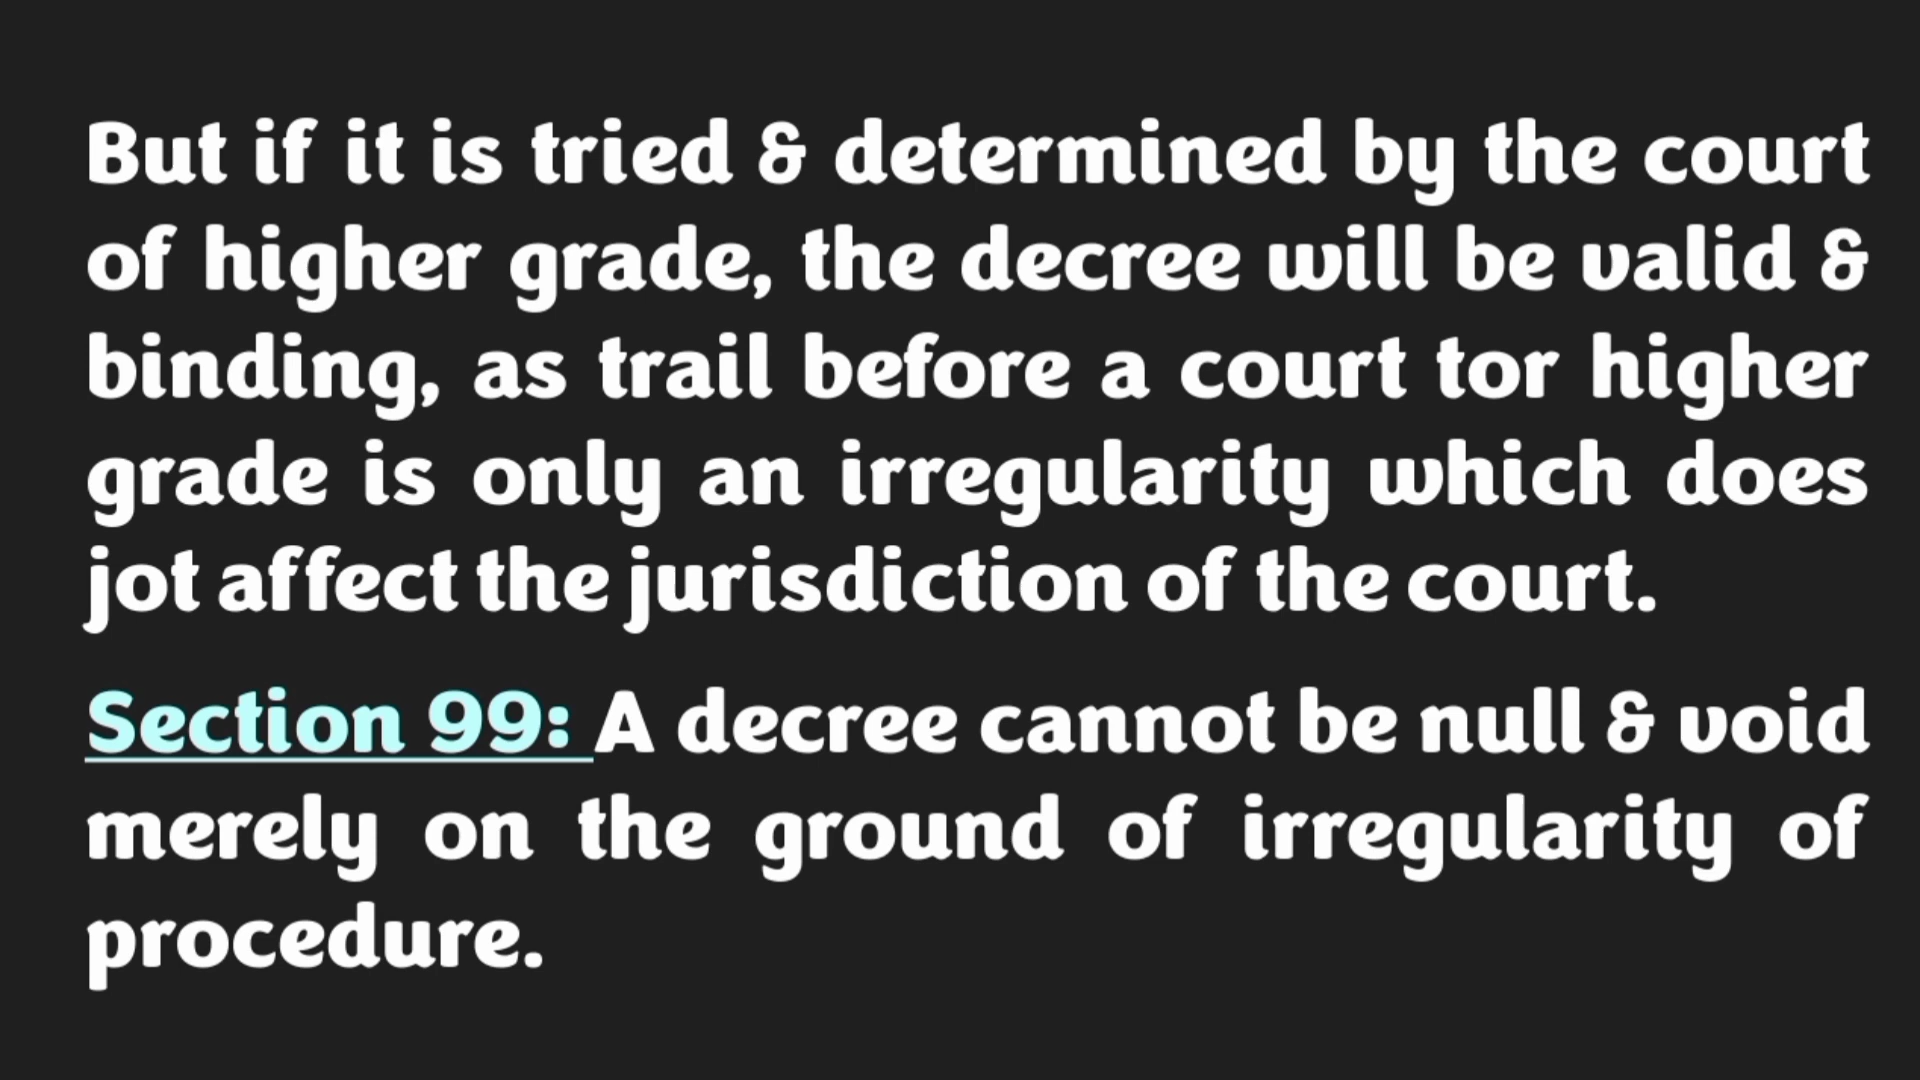 But if it is tried & determined by the court
of higher grade, the decree will be valid &
binding, as trail before a court tor higher
grade is only an irregularity which does
jot affect the jurisdiction of the court.
Section 99: A decree cannot be null & void
merely on the ground of irregularity of
procedure.